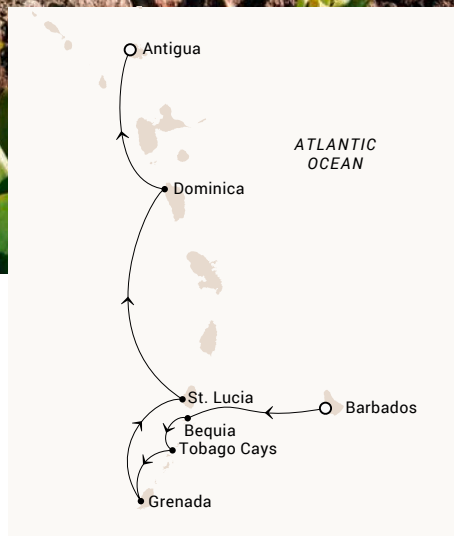 Antigua
ATLANTIC
OCEAN
Dominica
St. Lucia
Barbados
Bequia
Tobago Cays
Grenada